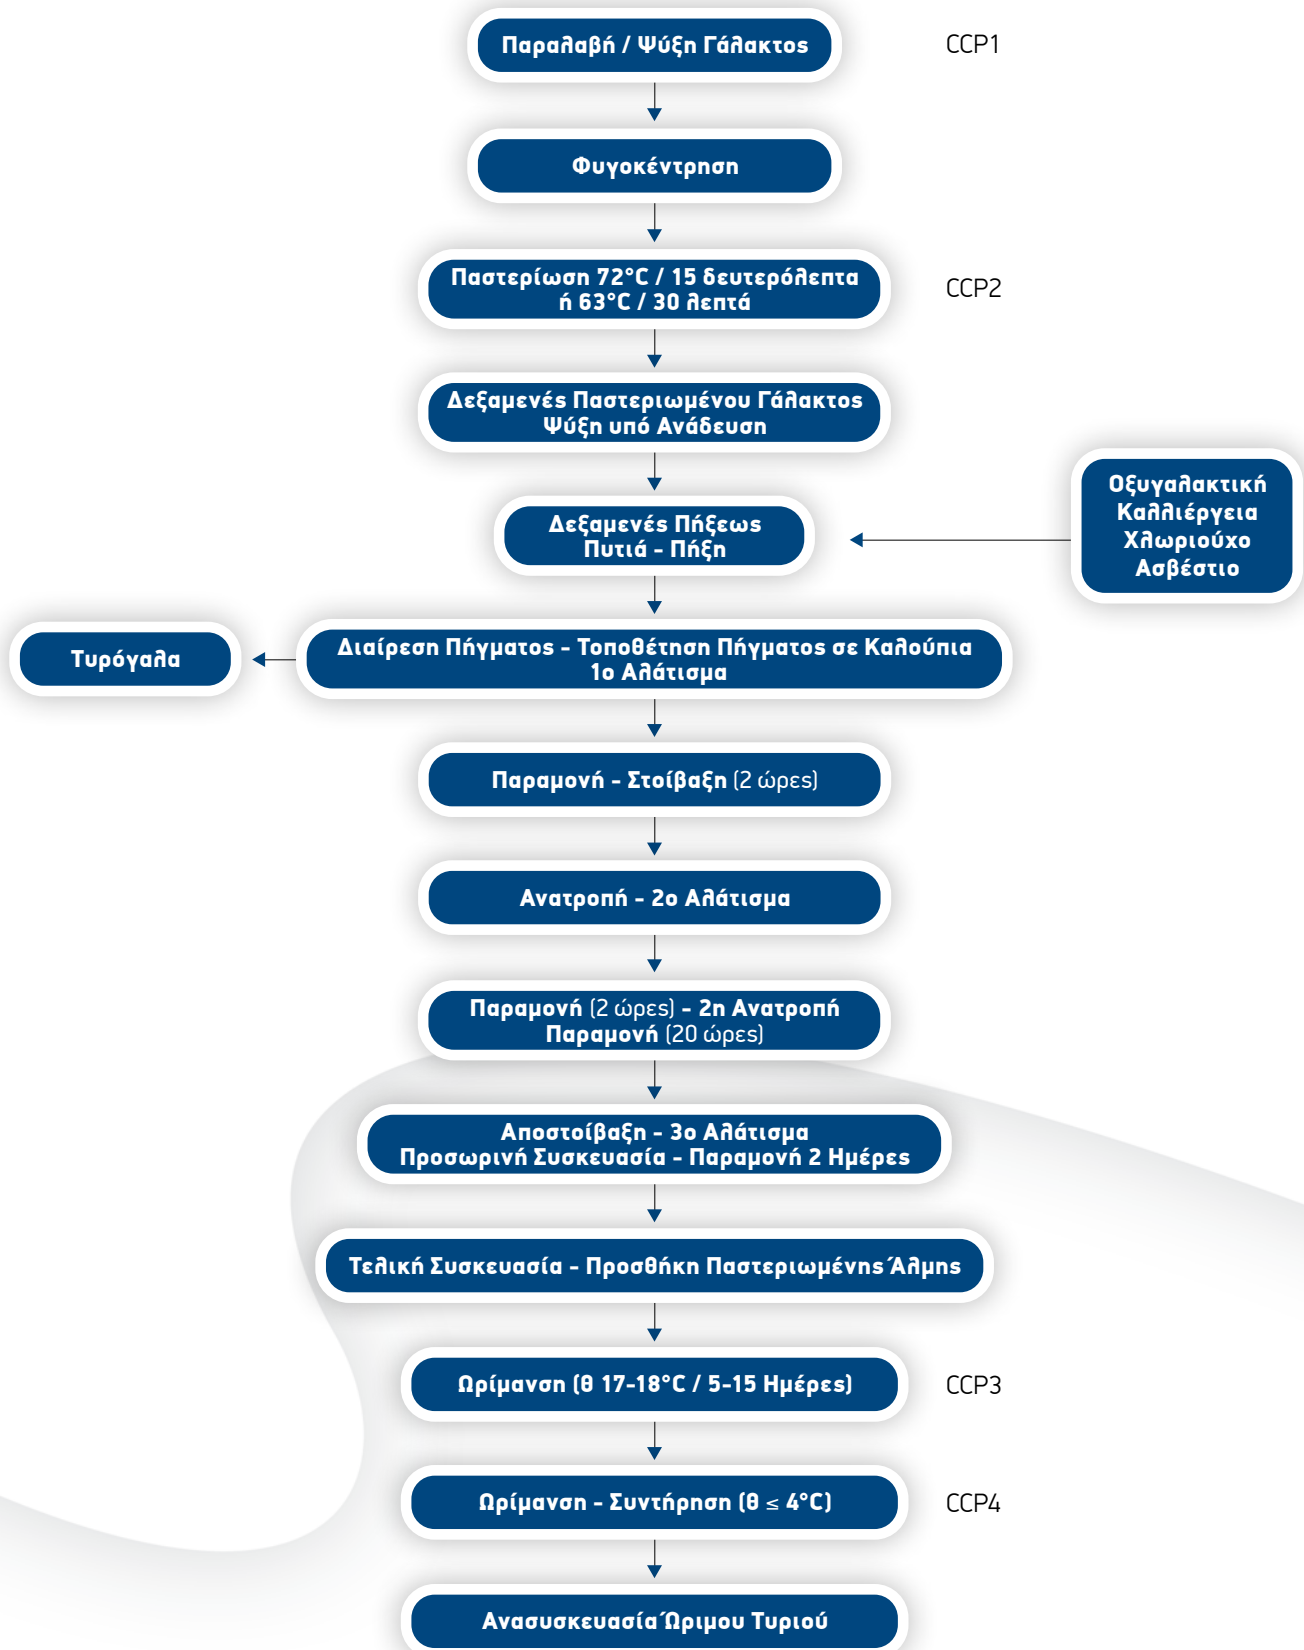 Παραλαβή / Ψύξη Γάλακτος
CCP1
Φυγοκέντρηση
Παστερίωση 72°C / 15 δευτερόλεπτα
ή 63°C / 30 λεπτά
CCP2
Δεξαμενές Παστεριωμένου Γάλακτος
Ψύξη υπό Ανάδευση
Δεξαμενές Πήξεως
Πυτιά - Πήξη
Οξυγαλακτική
Καλλιέργεια
Χλωριούχο
Ασβέστιο
Τυρόγαλα
Διαίρεση Πήγματος - Τοποθέτηση Πήγματος σε Καλούπια
1ο Αλάτισμα
Παραμονή - Στοίβαξη (2 ώρες)
Ανατροπή - 2ο Αλάτισμα
Παραμονή (2 ώρες) - 2η Ανατροπή
Παραμονή (20 ώρες)
Αποστοίβαξη - 3ο Αλάτισμα
Προσωρινή Συσκευασία - Παραμονή 2 Ημέρες
Τελική Συσκευασία - Προσθήκη Παστεριωμένης Άλμης
Ωρίμανση (θ 17-18°C / 5-15 Ημέρες)
CCP3
Ωρίμανση - Συντήρηση (θ ≤ 4°C)
CCP4
Ανασυσκευασία Ώριμου Τυριού